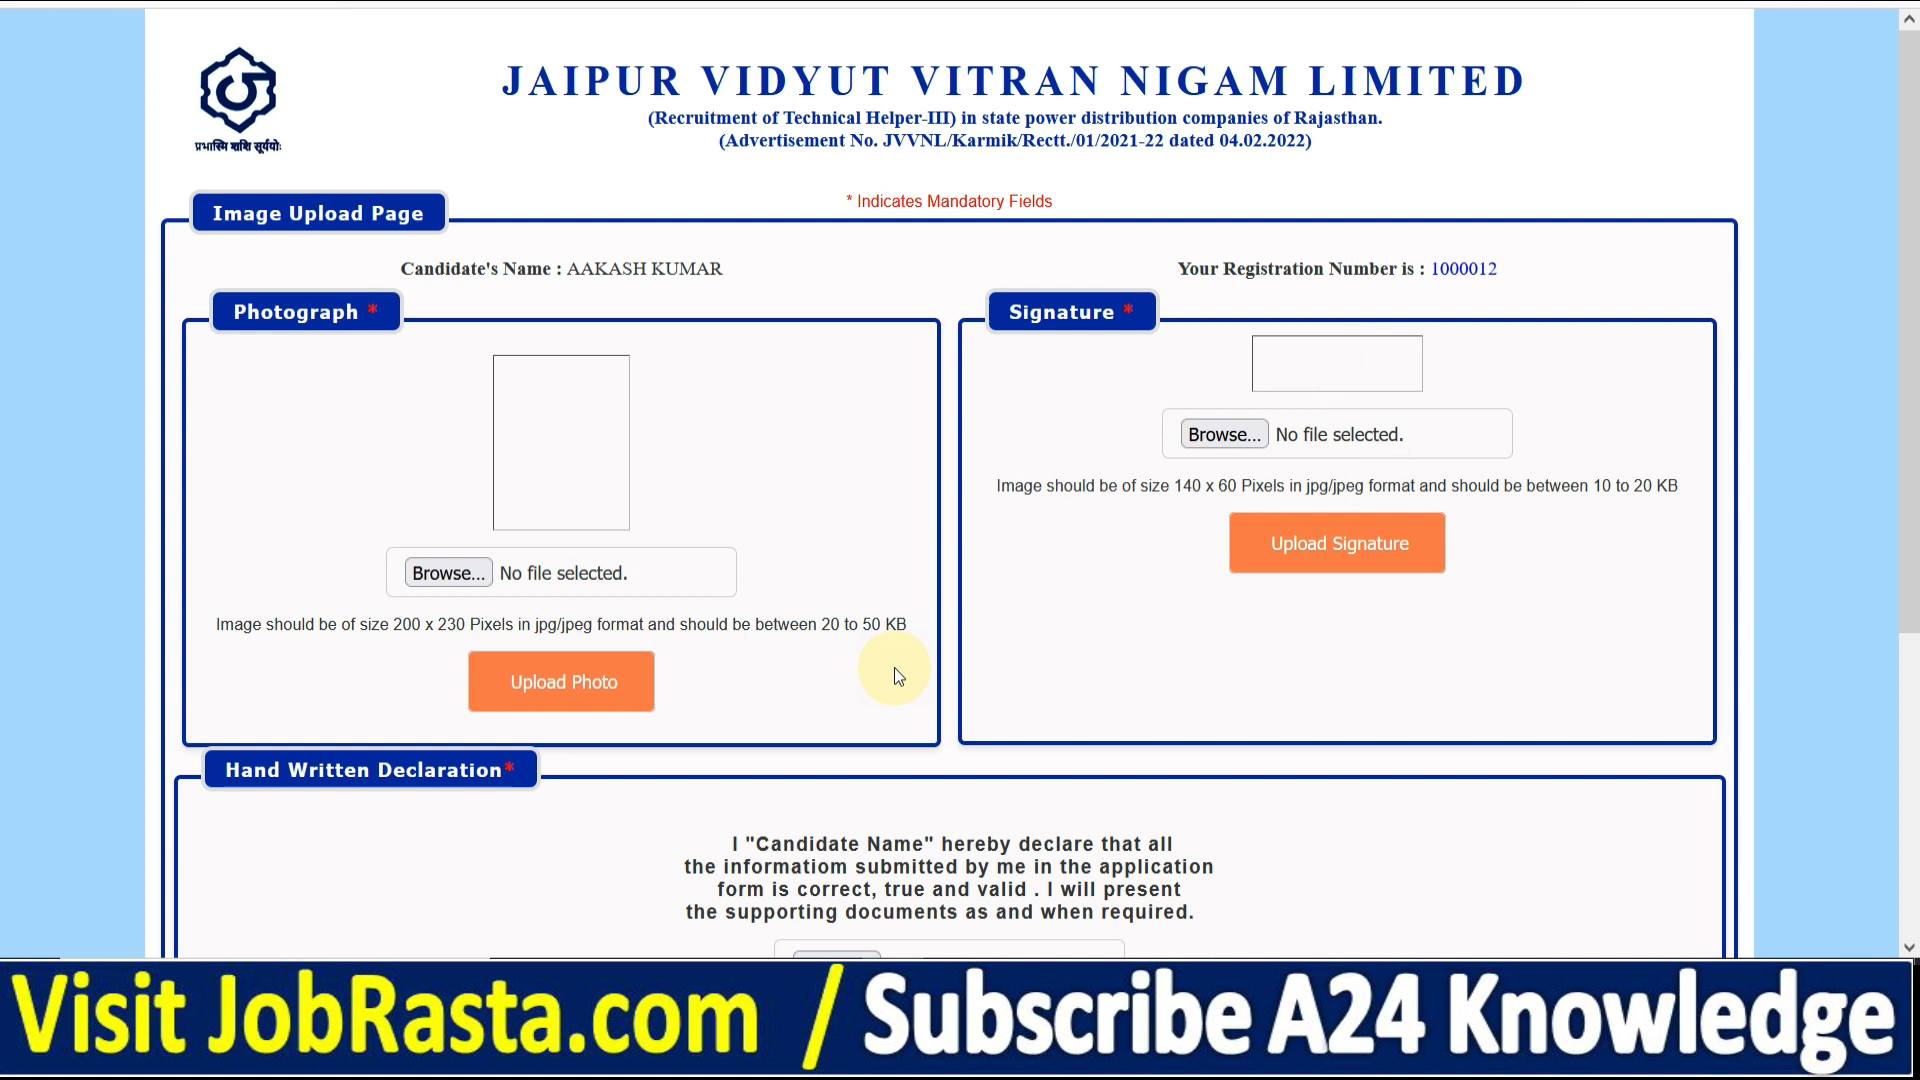 JAIPUR VIDYUT VITRAN NIGAM LIMITED
(Recruitment of Technical Helper-III) in state power distribution companies of Rajasthan.
(Advertisement No. JVVNL/Karmik/Rectt./01/2021-22 dated 04.02.2022)
प्रभास्मि शशि सूर्ययोः
* Indicates Mandatory Fields
Image Upload Page
Candidate's Name : AAKASH KUMAR
Your Registration Number is : 1000012
Photograph *
Browse... No file selected.
Image should be of size 200 x 230 Pixels in jpg/jpeg format and should be between 20 to 50 KB
Upload Photo
Signature *
Browse... No file selected.
Image should be of size 140 x 60 Pixels in jpg/jpeg format and should be between 10 to 20 KB
Upload Signature
Hand Written Declaration*
I "Candidate Name" hereby declare that all
the informatiom submitted by me in the application
form is correct, true and valid . I will present
the supporting documents as and when required.
Visit JobRasta.com / Subscribe A24 Knowledge